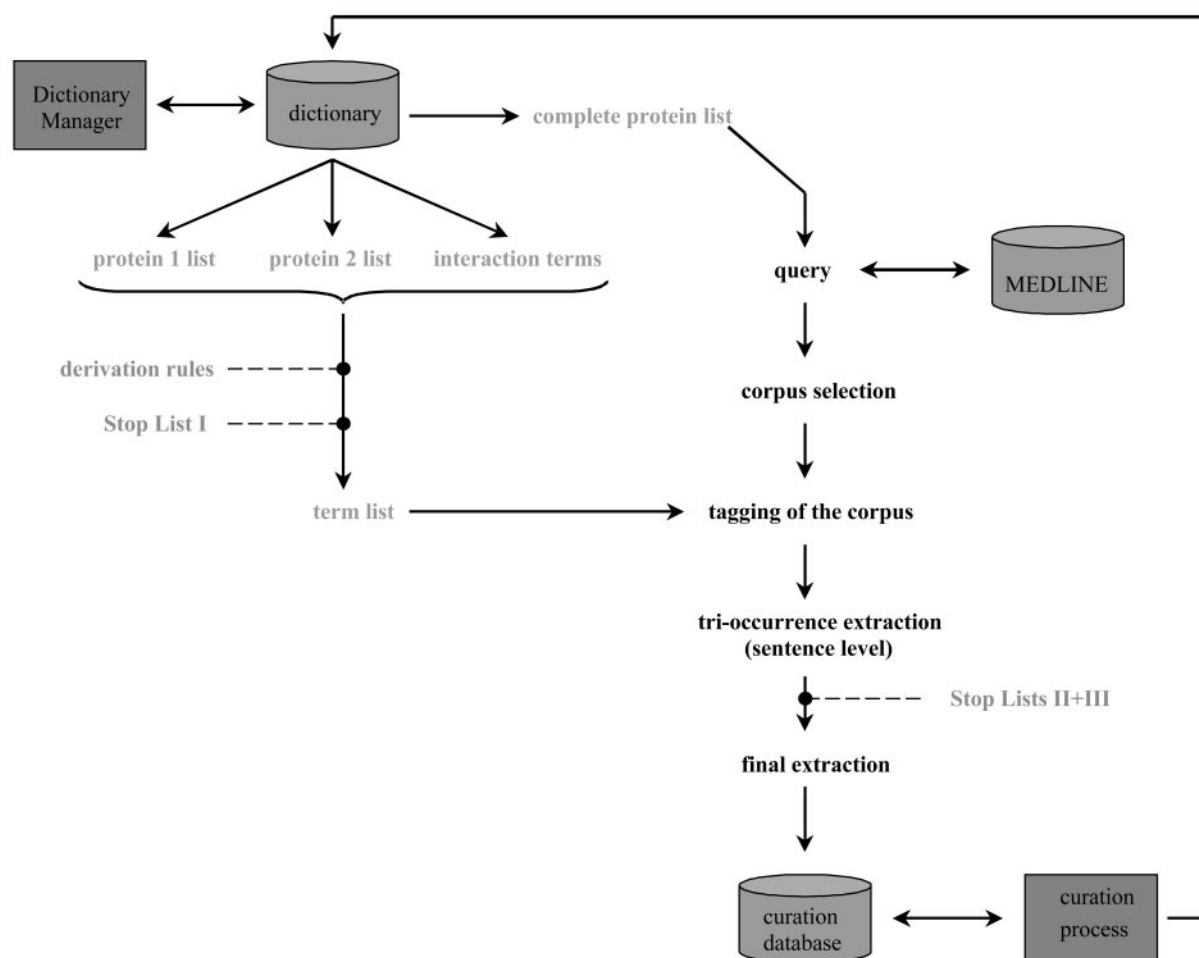 Dictionary
Manager
dictionary
complete protein list
protein 1 list
protein 2 list
interaction terms
query
MEDLINE
derivation rules
corpus selection
Stop List I
term list
tagging of the corpus
tri-occurrence extraction
(sentence level)
Stop Lists II+III
final extraction
curation
database
curation
process